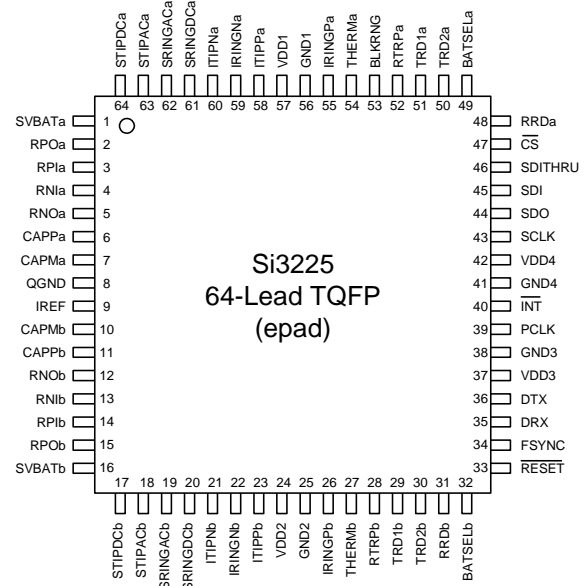 STIPDCa
STIPACa
SRINGACa
SRINGDCa
ITIPNa
IRINGNa
ITIPPa
VDD1
GND1
IRINGPa
THERMa
BLKRNG
RTRPa
TRD1a
TRD2a
BATSELa
64 63 62 61 60 59 58 57 56 55 54 53 52 51 50 49
SVBATa 1
RPOa 2
RPIa 3
RNIa 4
RNOa 5
CAPPa 6
CAPMa 7
QGND 8
IREF 9
CAPMb 10
CAPPb 11
RNOb 12
RNIb 13
RPIb 14
RPOb 15
SVBATb 16
Si3225
64-Lead TQFP
(epad)
48 RRDa
47 CS
46 SDITHRU
45 SDI
44 SDO
43 SCLK
42 VDD4
41 GND4
40 INT
39 PCLK
38 GND3
37 VDD3
36 DTX
35 DRX
34 FSYNC
33 RESET
17 18 19 20 21 22 23 24 25 26 27 28 29 30 31 32
STIPDCb
STIPACb
SRINGACb
SRINGDCb
ITIPNb
IRINGNb
ITIPPb
VDD2
GND2
IRINGPb
THERMb
RTRPb
TRD1b
TRD2b
RRDb
BATSELb